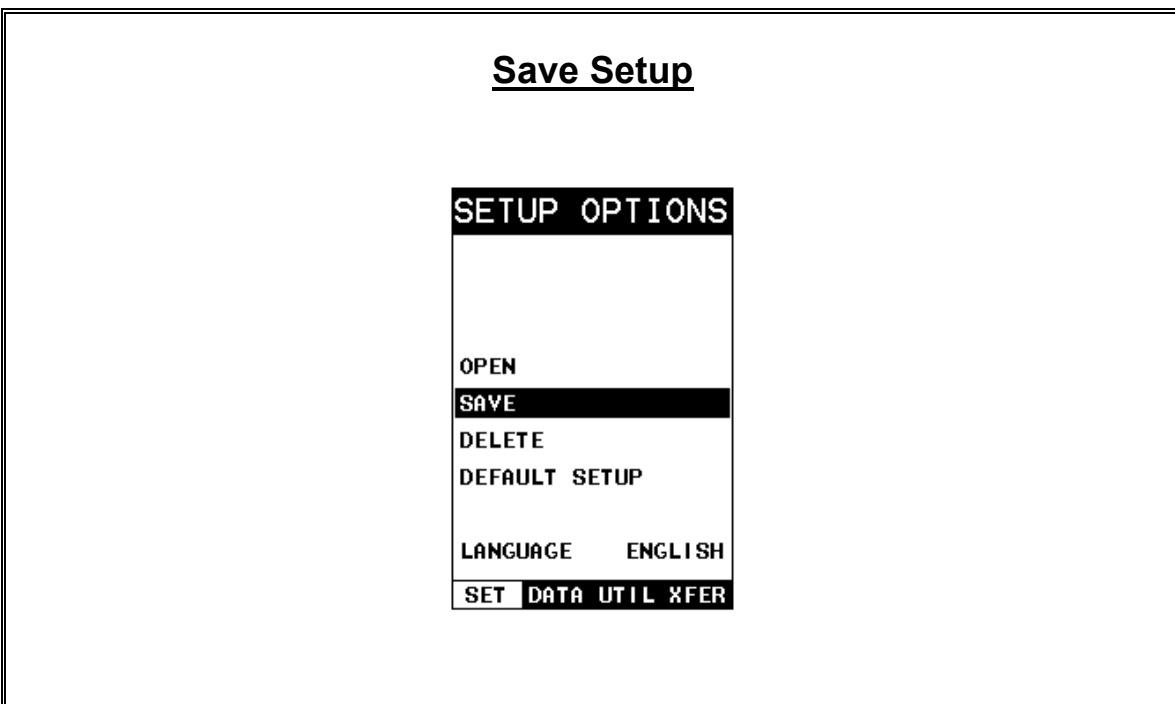 Save Setup
SETUP OPTIONS
OPEN
SAVE
DELETE
DEFAULT SETUP
LANGUAGE ENGLISH
SET DATA UTIL XFER